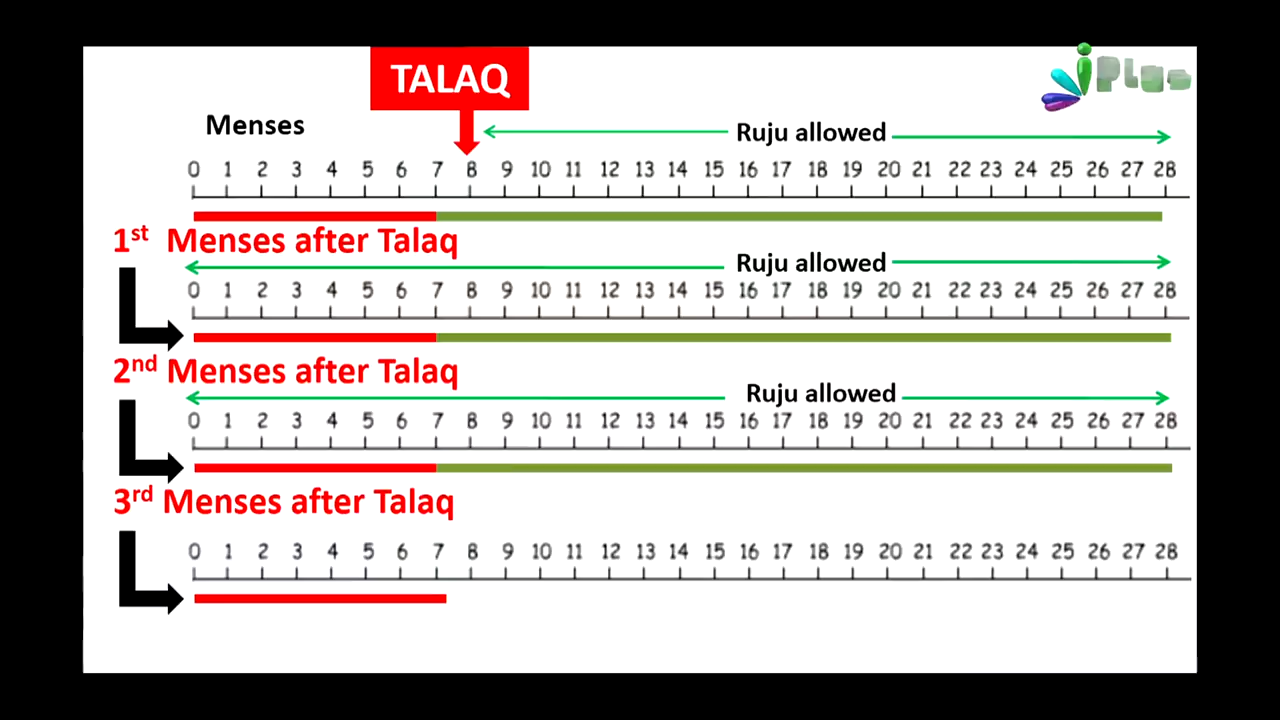 TALAQ
iPlus
Menses
Ruju allowed
0 1 2 3 4 5 6 7 8 9 10 11 12 13 14 15 16 17 18 19 20 21 22 23 24 25 26 27 28
1st Menses after Talaq
Ruju allowed
0 1 2 3 4 5 6 7 8 9 10 11 12 13 14 15 16 17 18 19 20 21 22 23 24 25 26 27 28
2nd Menses after Talaq
Ruju allowed
0 1 2 3 4 5 6 7 8 9 10 11 12 13 14 15 16 17 18 19 20 21 22 23 24 25 26 27 28
3rd Menses after Talaq
0 1 2 3 4 5 6 7 8 9 10 11 12 13 14 15 16 17 18 19 20 21 22 23 24 25 26 27 28